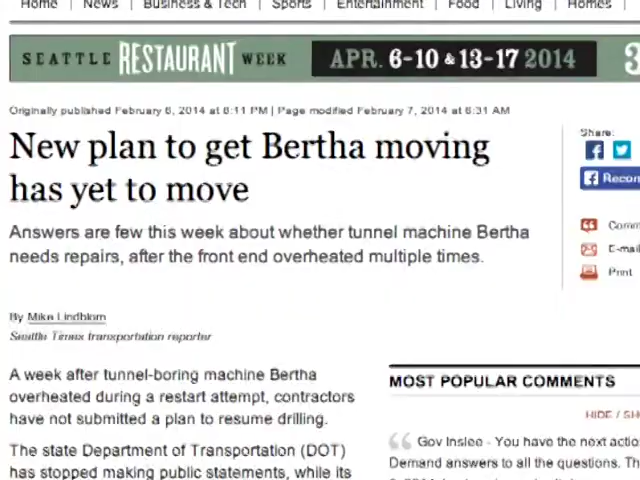 Home | News | Business & Tech | Sports | Entertainment | Food | Living | Homes |
SEATTLE RESTAURANT WEEK APR. 6-10 & 13-17 2014 3
Originally published February 6, 2014 at 8:11 PM | Page modified February 7, 2014 at 6:31 AM
New plan to get Bertha moving
has yet to move
Share:
Recom
Answers are few this week about whether tunnel machine Bertha
needs repairs, after the front end overheated multiple times.
Comm
E-mail
Print
By Mike Lindblom
Seattle Times transportation reporter
A week after tunnel-boring machine Bertha
overheated during a restart attempt, contractors
have not submitted a plan to resume drilling.
The state Department of Transportation (DOT)
has stopped making public statements, while its
MOST POPULAR COMMENTS
HIDE / SH
Gov Inslee - You have the next actio
Demand answers to all the questions. Th